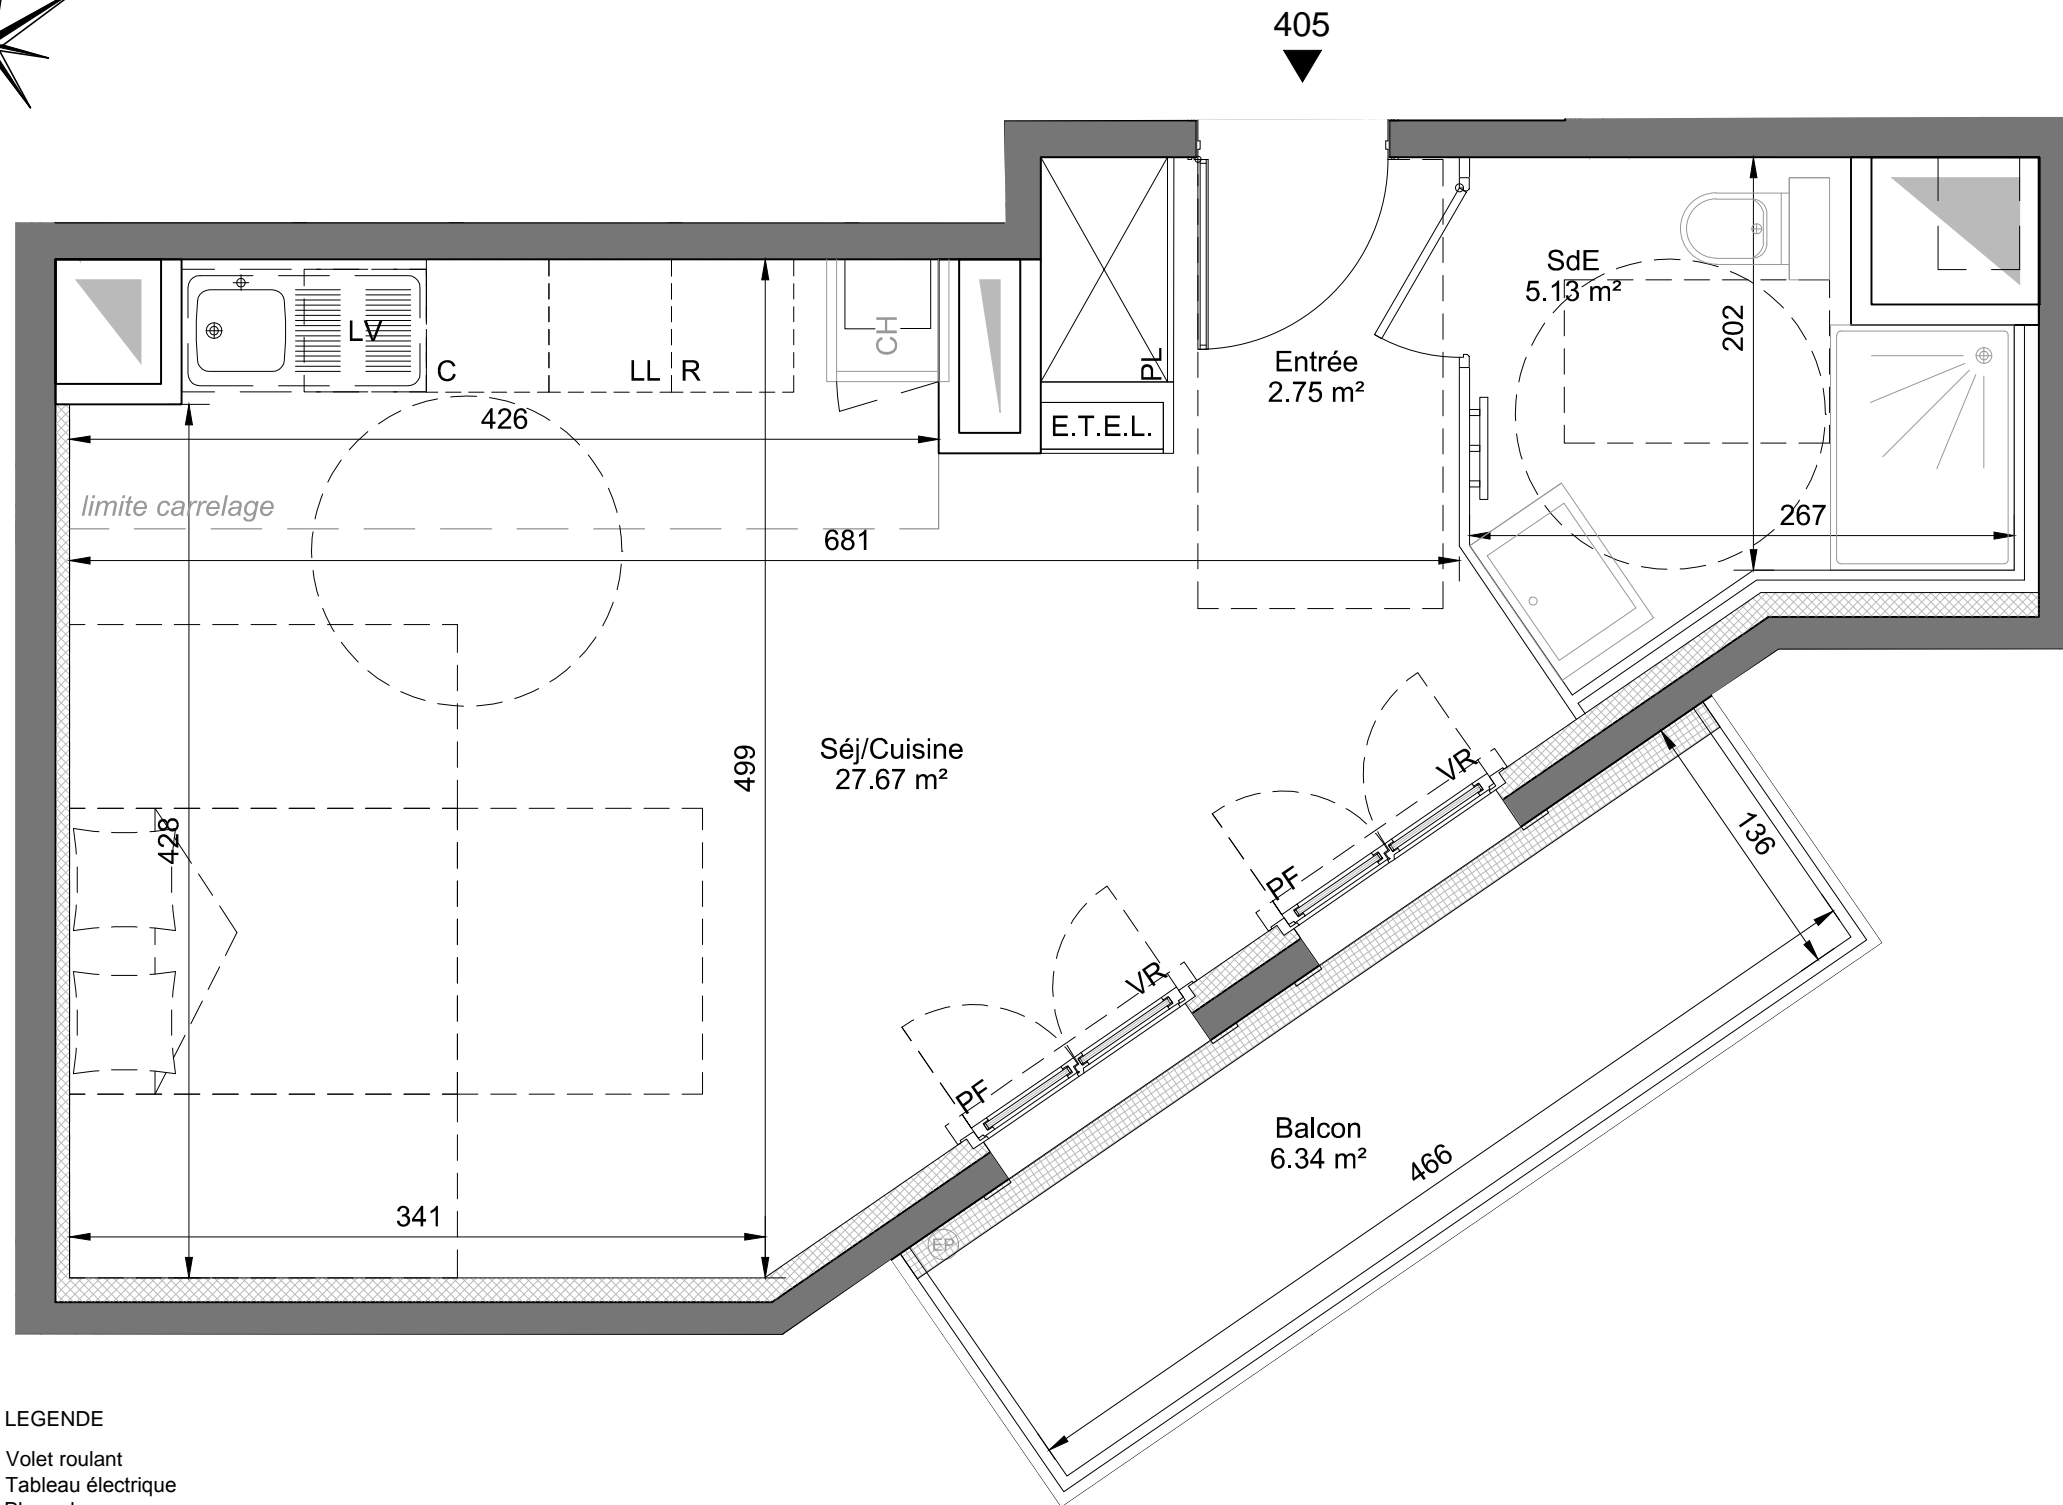 405
SdE
5.13 m²
202
LV
C
LL
R
CH
PL
Entrée
2.75 m²
426
E.T.E.L.
limite carrelage
267
681
Séj/Cuisine
27.67 m²
499
428
VR
PF
136
VR
PF
Balcon
6.34 m²
466
341
EP
LEGENDE
Volet roulant
Tableau électrique